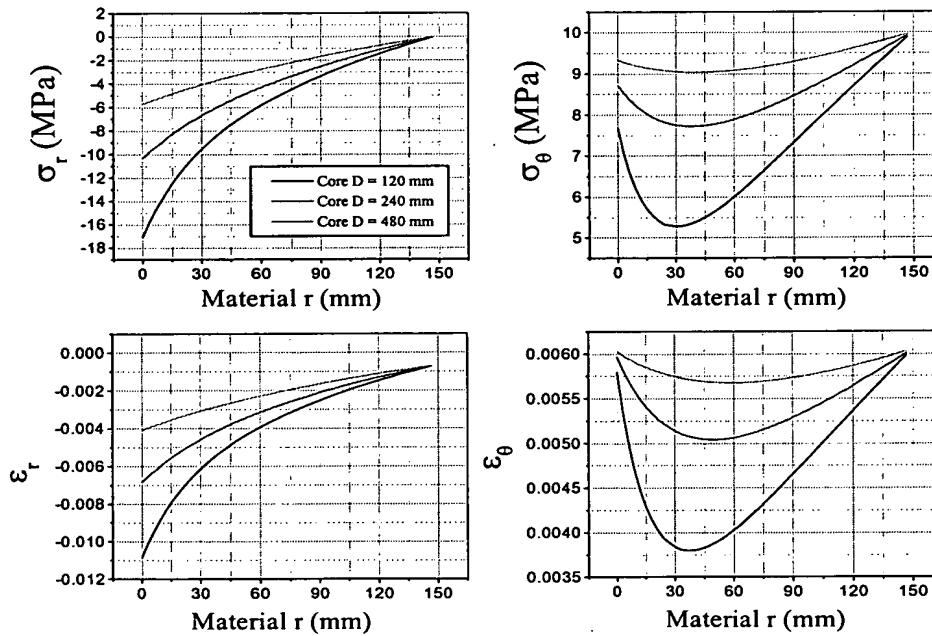 2
0
-2
-4
-6
-8
-10
-12
-14
-16
-18
σr (MPa)
Core D = 120 mm
Core D = 240 mm
Core D = 480 mm
0 30 60 90 120 150
Material r (mm)
10
9
8
7
6
5
σθ (MPa)
0 30 60 90 120 150
Material r (mm)
0.000
-0.002
-0.004
-0.006
-0.008
-0.010
-0.012
εr
0 30 60 90 120 150
Material r (mm)
0.0060
0.0055
0.0050
0.0045
0.0040
0.0035
εθ
0 30 60 90 120 150
Material r (mm)